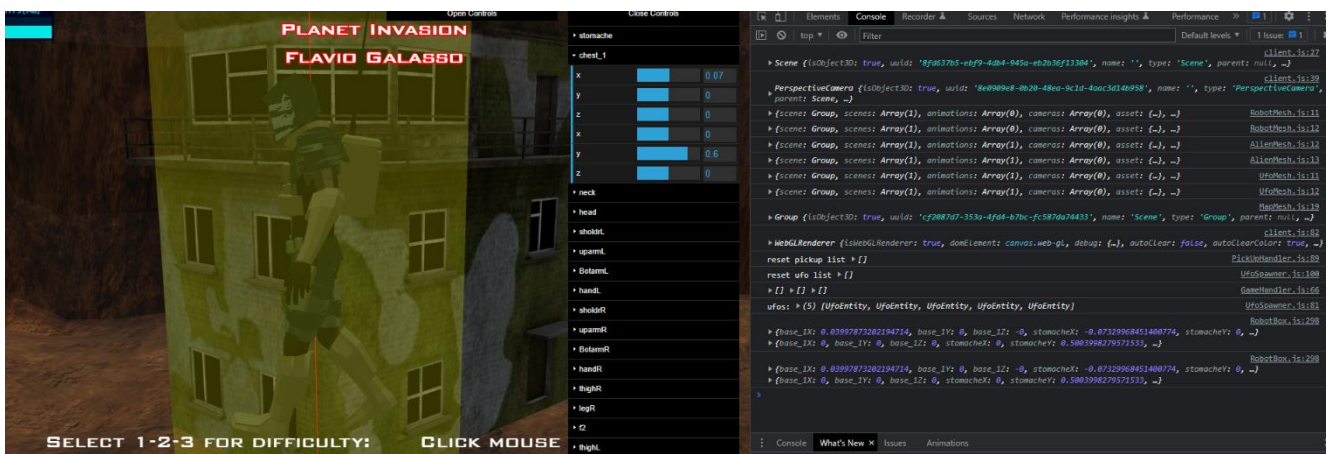 Open Controls
PLANET INVASION
FLAVIO GALASSO
SELECT 1-2-3 FOR DIFFICULTY: CLICK MOUSE
Close Controls
stomache
chest_1
x 0.07
y 0
z 0
x 0
y 0.6
z 0
neck
head
sholdrL
uparmL
BotarmL
handL
sholdrR
uparmR
BotarmR
handR
thighR
legR
f2
thighL
Elements Console Recorder Sources Network Performance insights Performance » 1
top Filter Default levels 1 Issue: 1
client.js:27
Scene {isObject3D: true, uuid: '8fd637b5-ebf9-4db4-945a-eb2b36f13304', name: '', type: 'Scene', parent: null, …}
client.js:39
PerspectiveCamera {isObject3D: true, uuid: '8e0909e8-0b20-48ea-9c1d-4aac3d14b958', name: '', type: 'PerspectiveCamera', parent: Scene, …}
{scene: Group, scenes: Array(1), animations: Array(0), cameras: Array(0), asset: {…}, …} RobotMesh.js:11
{scene: Group, scenes: Array(1), animations: Array(1), cameras: Array(0), asset: {…}, …} RobotMesh.js:12
{scene: Group, scenes: Array(1), animations: Array(1), cameras: Array(0), asset: {…}, …} AlienMesh.js:12
{scene: Group, scenes: Array(1), animations: Array(1), cameras: Array(0), asset: {…}, …} AlienMesh.js:13
{scene: Group, scenes: Array(1), animations: Array(1), cameras: Array(0), asset: {…}, …} UfoMesh.js:11
{scene: Group, scenes: Array(1), animations: Array(1), cameras: Array(0), asset: {…}, …} UfoMesh.js:12
MapMesh.js:19
Group {isObject3D: true, uuid: 'cf2087d7-353a-4fd4-b7bc-fc587da74433', name: 'Scene', type: 'Group', parent: null, …}
client.js:82
WebGLRenderer {isWebGLRenderer: true, domElement: canvas.web-gl, debug: {…}, autoClear: false, autoClearColor: true, …}
reset pickup list [] PickUpHandler.js:89
reset ufo list [] UfoSpawner.js:100
[] [] [] GameHandler.js:66
ufos: (5) [UfoEntity, UfoEntity, UfoEntity, UfoEntity, UfoEntity] UfoSpawner.js:81
RobotBox.js:298
{base_1X: 0.03997873202194714, base_1Y: 0, base_1Z: -0, stomacheX: -0.07329968451400774, stomacheY: 0, …}
{base_1X: 0, base_1Y: 0, base_1Z: 0, stomacheX: 0, stomacheY: 0.5003998279571533, …}
RobotBox.js:298
{base_1X: 0.03997873202194714, base_1Y: 0, base_1Z: -0, stomacheX: -0.07329968451400774, stomacheY: 0, …}
{base_1X: 0, base_1Y: 0, base_1Z: 0, stomacheX: 0, stomacheY: 0.5003998279571533, …}
Console What's New Issues Animations